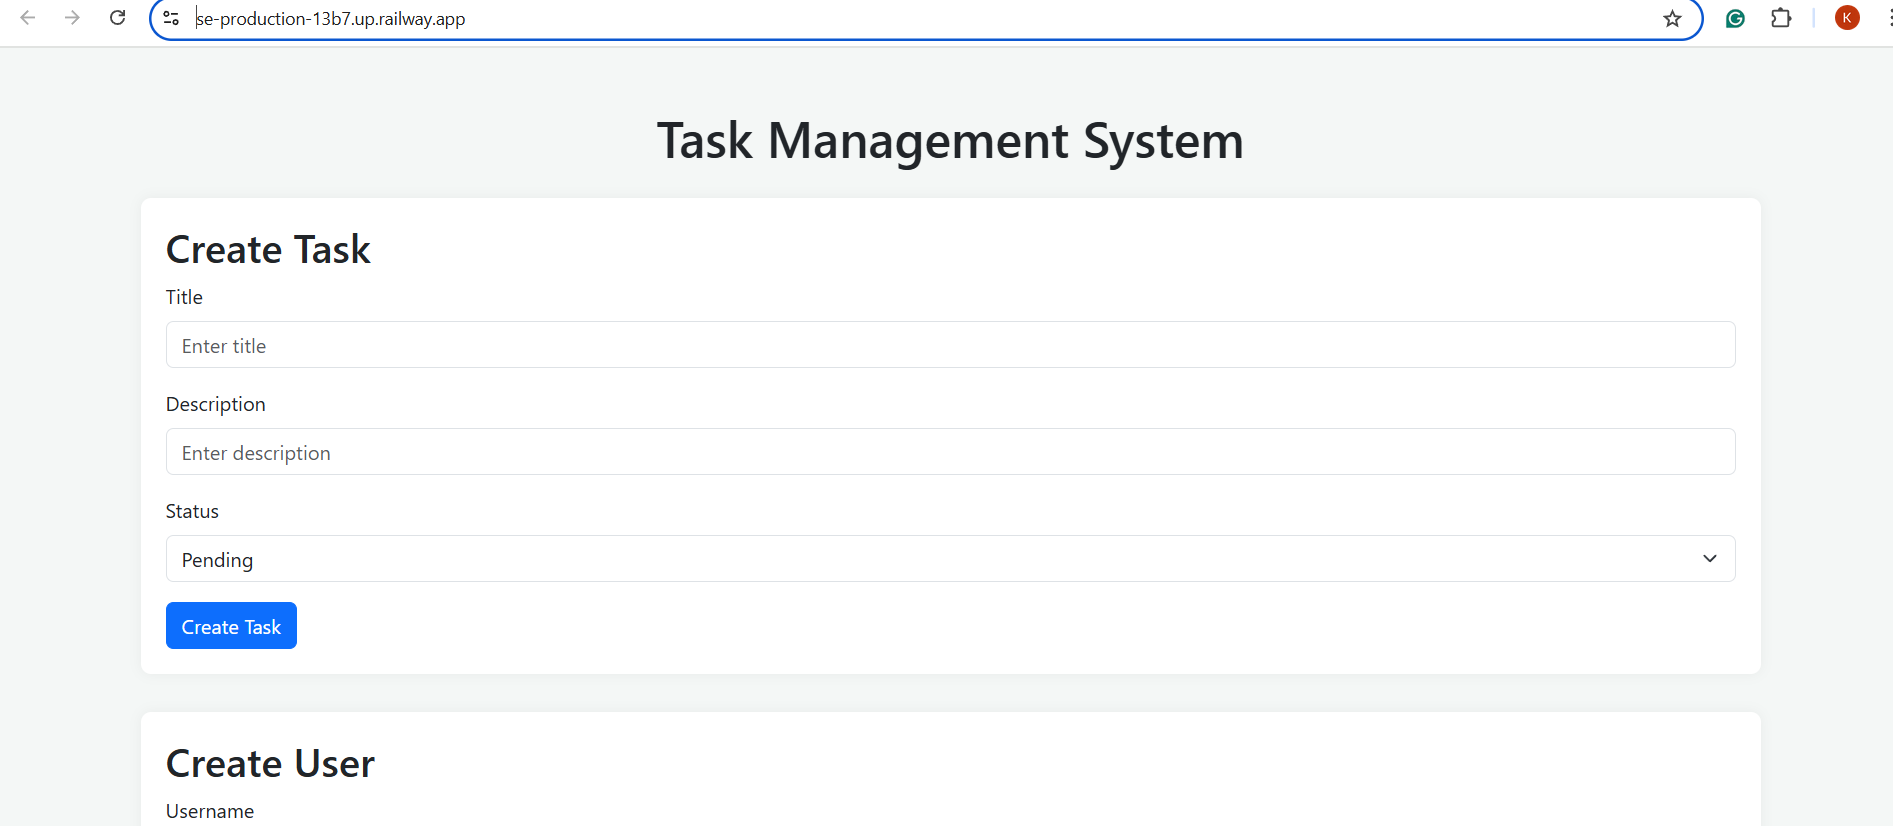 se-production-13b7.up.railway.app
K
Task Management System
Create Task
Title
Enter title
Description
Enter description
Status
Pending
Create Task
Create User
Username